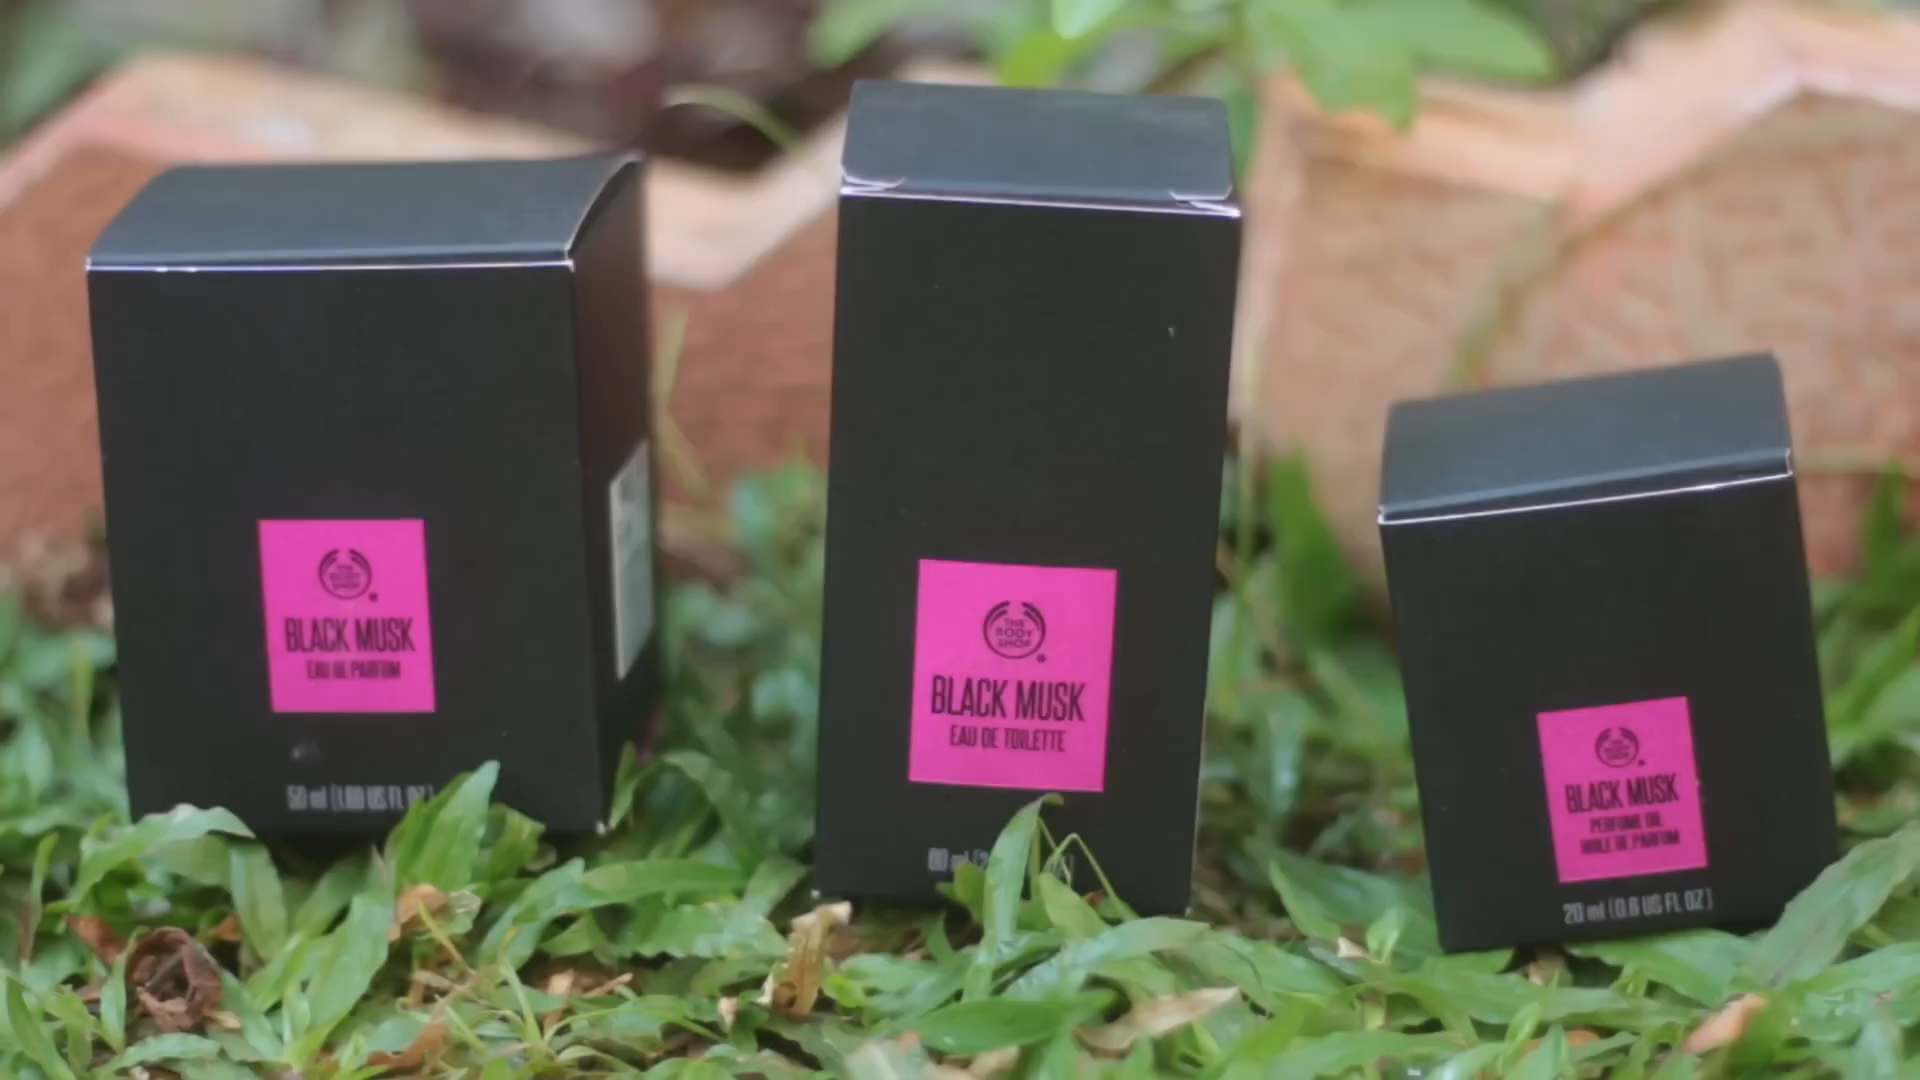 THE
BODY
SHOP
BLACK MUSK
EAU DE PARFUM
50 ml (1.69 US FL OZ)
THE
BODY
SHOP
BLACK MUSK
EAU DE TOILETTE
ml
THE
BODY
SHOP
BLACK MUSK
PERFUME OIL
HUILE DE PARFUM
20 ml (0.6 US FL OZ)